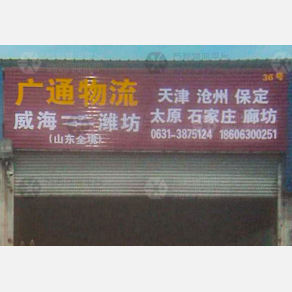 36号
广通物流
天津 沧州 保定
威海 潍坊
太原 石家庄 廊坊
(山东全境)
0631-3875124 18606300251